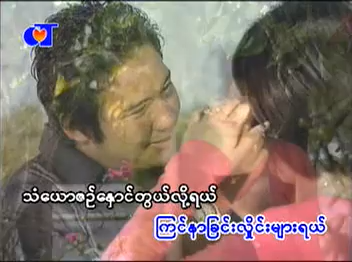 CT
သံယောဇဉ်နှောင်တွယ်လို့ရယ်
ကြင်နာခြင်းလှိုင်းများရယ်